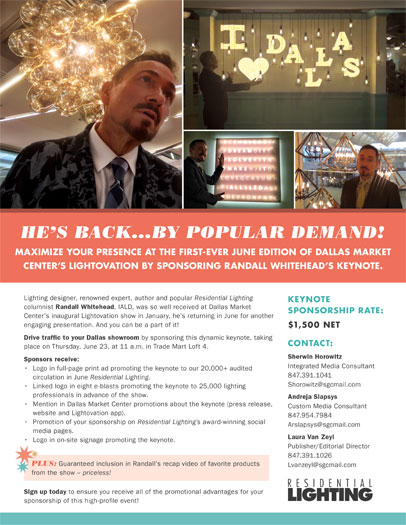 I DALLAS
HE'S BACK...BY POPULAR DEMAND!
MAXIMIZE YOUR PRESENCE AT THE FIRST-EVER JUNE EDITION OF DALLAS MARKET
CENTER'S LIGHTOVATION BY SPONSORING RANDALL WHITEHEAD'S KEYNOTE.
Lighting designer, renowned expert, author and popular Residential Lighting
columnist Randall Whitehead, IALD, was so well received at Dallas Market
Center's inaugural Lightovation show in January, he's returning in June for another
engaging presentation. And you can be a part of it!
Drive traffic to your Dallas showroom by sponsoring this dynamic keynote, taking
place on Thursday, June 23, at 11 a.m. in Trade Mart Loft 4.
Sponsors receive:
• Logo in full-page print ad promoting the keynote to our 20,000+ audited
circulation in June Residential Lighting.
• Linked logo in eight e-blasts promoting the keynote to 25,000 lighting
professionals in advance of the show.
• Mention in Dallas Market Center promotions about the keynote (press release,
website and Lightovation app).
• Promotion of your sponsorship on Residential Lighting's award-winning social
media pages.
• Logo in on-site signage promoting the keynote.
PLUS: Guaranteed inclusion in Randall's recap video of favorite products
from the show – priceless!
Sign up today to ensure you receive all of the promotional advantages for your
sponsorship of this high-profile event!
KEYNOTE
SPONSORSHIP RATE:
$1,500 NET
CONTACT:
Sherwin Horowitz
Integrated Media Consultant
847.391.1041
Shorowitz@sgcmail.com
Andreja Slapsys
Custom Media Consultant
847.954.7984
Arslapsys@sgcmail.com
Laura Van Zeyl
Publisher/Editorial Director
847.391.1026
Lvanzeyl@sgcmail.com
RESIDENTIAL
LIGHTING